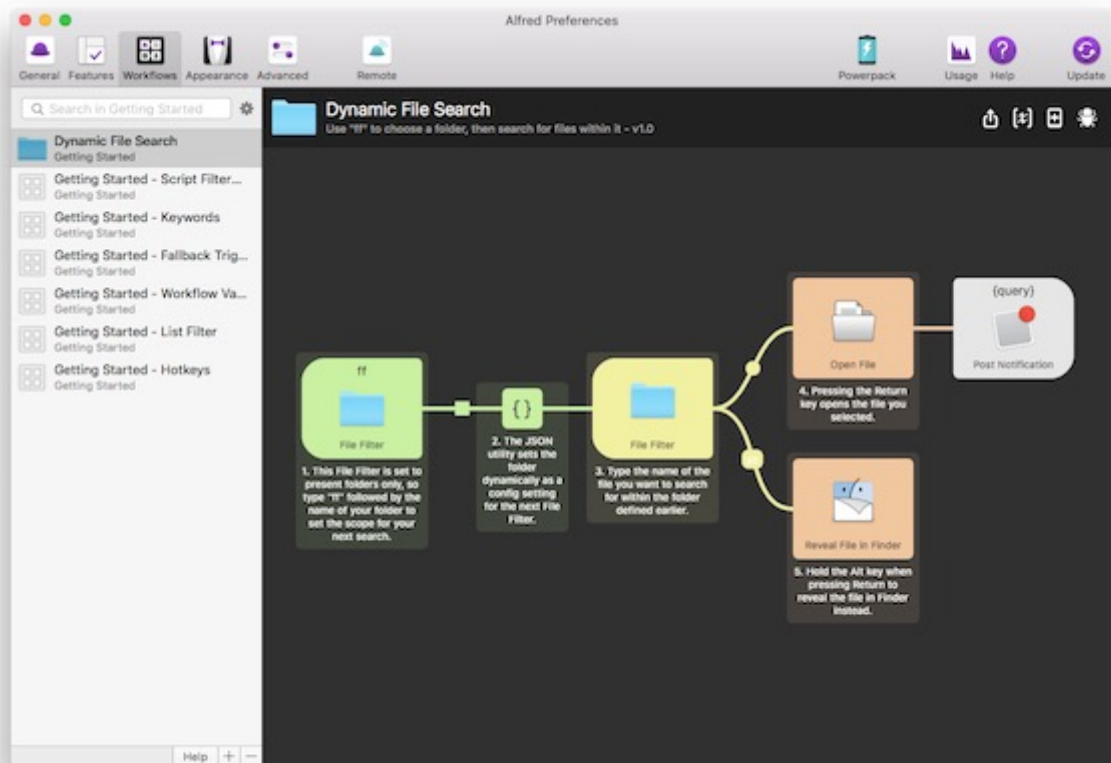 Alfred Preferences
General Features Workflows Appearance Advanced Remote Powerpack Usage Help Update
Search in Getting Started
Dynamic File Search
Getting Started
Getting Started - Script Filter...
Getting Started
Getting Started - Keywords
Getting Started
Getting Started - Fallback Trig...
Getting Started
Getting Started - Workflow Va...
Getting Started
Getting Started - List Filter
Getting Started
Getting Started - Hotkeys
Getting Started
Help + −
Dynamic File Search
Use "ff" to choose a folder, then search for files within it - v1.0
ff
File Filter
1. This File Filter is set to
present folders only, so
type "ff" followed by the
name of your folder to
set the scope for your
next search.
{ }
2. The JSON
utility sets the
folder
dynamically as a
config setting
for the next File
Filter.
File Filter
3. Type the name of the
file you want to search
for within the folder
defined earlier.
Open File
4. Pressing the Return
key opens the file you
selected.
Reveal File in Finder
5. Hold the Alt key when
pressing Return to
reveal the file in Finder
instead.
{query}
Post Notification